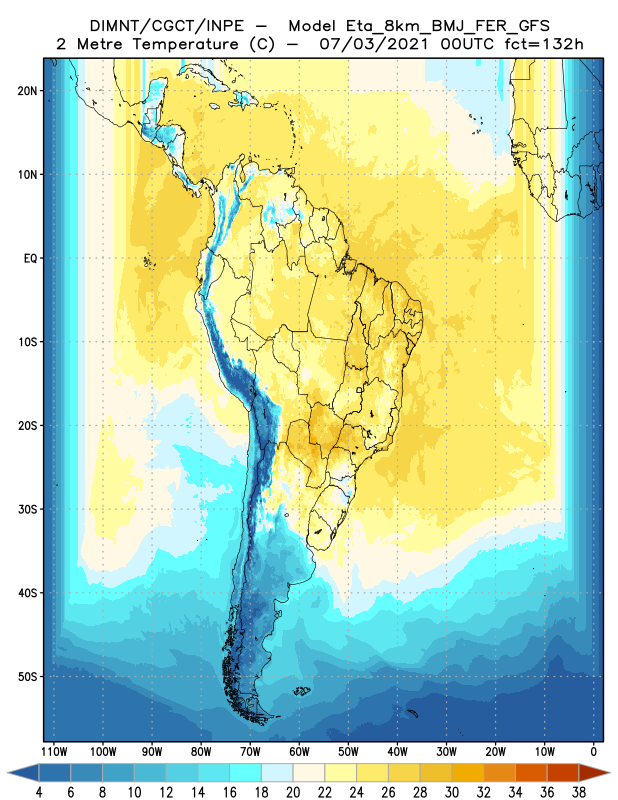 DIMNT/CGCT/INPE – Model Eta_8km_BMJ_FER_GFS
2 Metre Temperature (C) – 07/03/2021 00UTC fct=132h
20N
10N
EQ
10S
20S
30S
40S
50S
110W 100W 90W 80W 70W 60W 50W 40W 30W 20W 10W 0
4 6 8 10 12 14 16 18 20 22 24 26 28 30 32 34 36 38